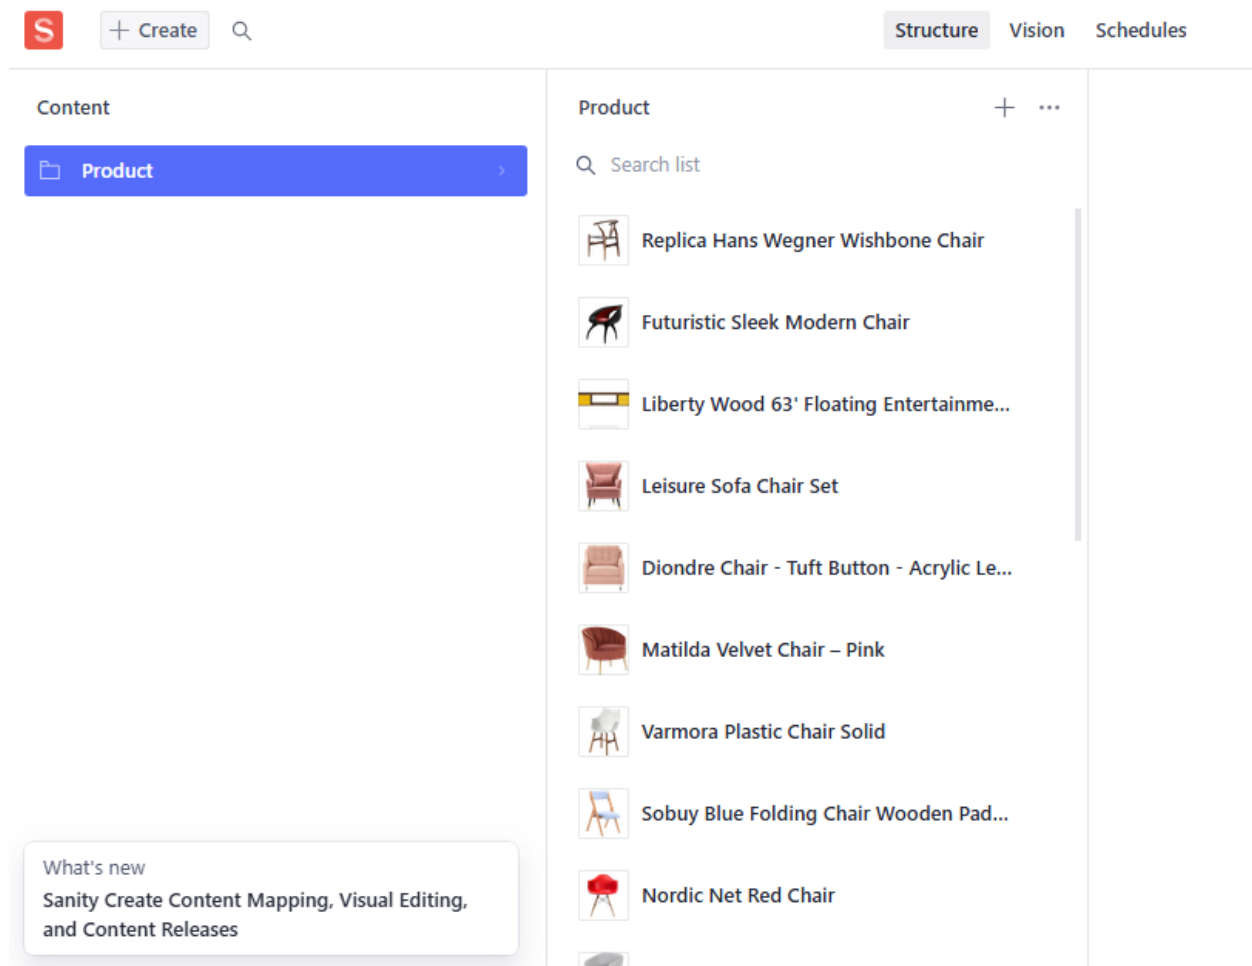 S
Create
Structure
Vision
Schedules
Content
Product
Product
Search list
Replica Hans Wegner Wishbone Chair
Futuristic Sleek Modern Chair
Liberty Wood 63' Floating Entertainme...
Leisure Sofa Chair Set
Diondre Chair - Tuft Button - Acrylic Le...
Matilda Velvet Chair – Pink
Varmora Plastic Chair Solid
Sobuy Blue Folding Chair Wooden Pad...
Nordic Net Red Chair
What's new
Sanity Create Content Mapping, Visual Editing,
and Content Releases